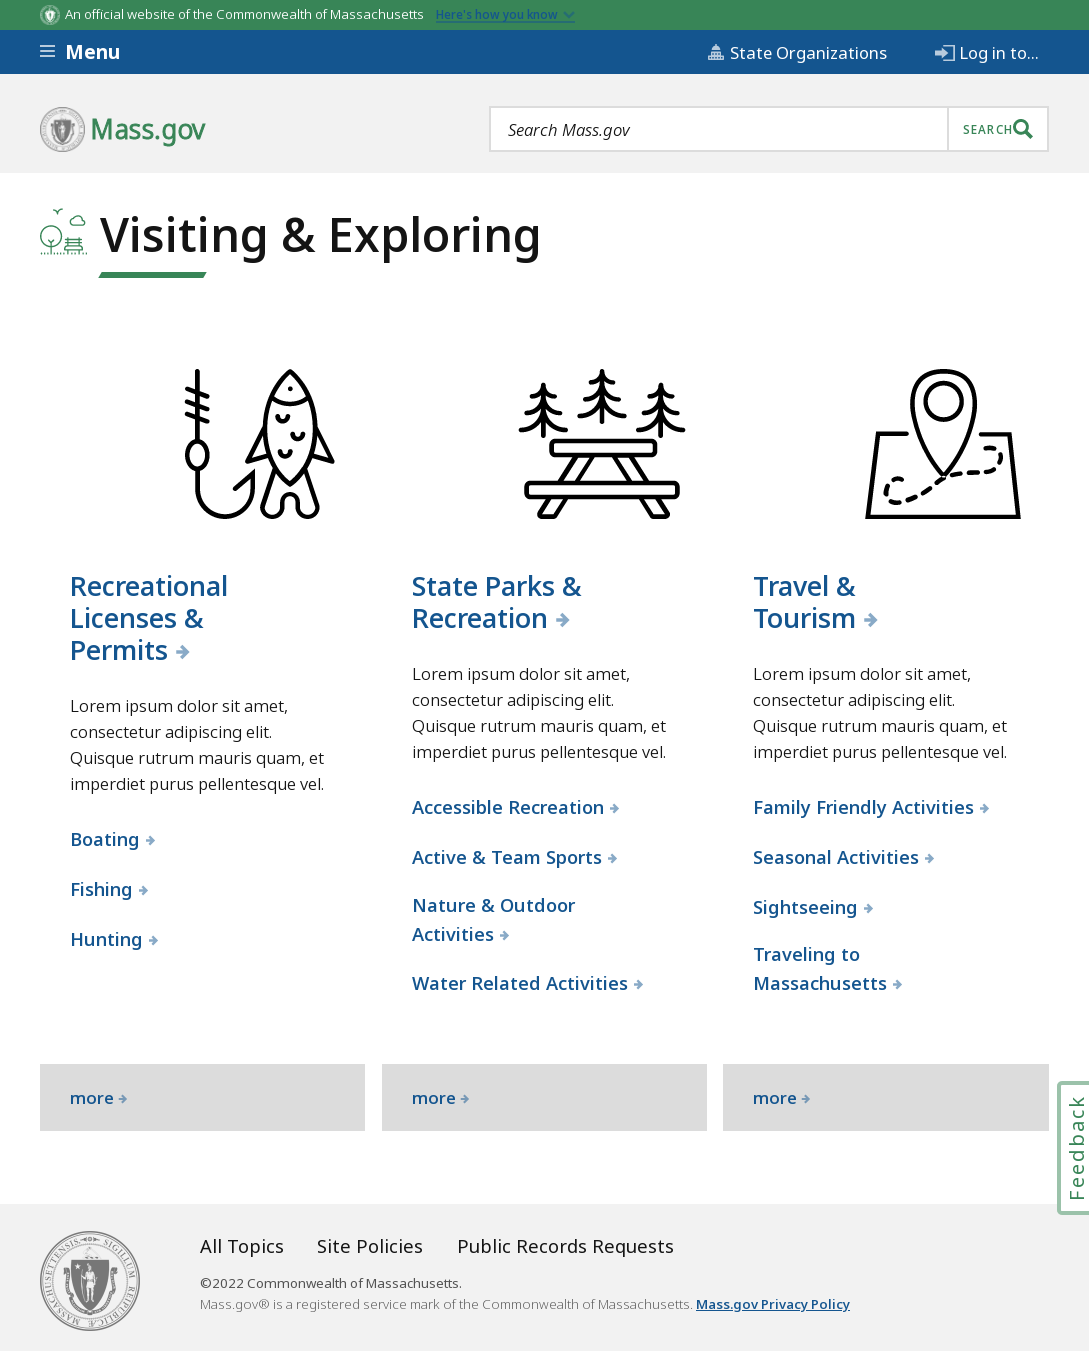 An official website of the Commonwealth of Massachusetts Here's how you know
Menu
State Organizations
Log in to...
Mass.gov
Search Mass.gov
SEARCH
Visiting & Exploring
Recreational
Licenses &
Permits
Lorem ipsum dolor sit amet,
consectetur adipiscing elit.
Quisque rutrum mauris quam, et
imperdiet purus pellentesque vel.
Boating
Fishing
Hunting
more
State Parks &
Recreation
Lorem ipsum dolor sit amet,
consectetur adipiscing elit.
Quisque rutrum mauris quam, et
imperdiet purus pellentesque vel.
Accessible Recreation
Active & Team Sports
Nature & Outdoor
Activities
Water Related Activities
more
Travel &
Tourism
Lorem ipsum dolor sit amet,
consectetur adipiscing elit.
Quisque rutrum mauris quam, et
imperdiet purus pellentesque vel.
Family Friendly Activities
Seasonal Activities
Sightseeing
Traveling to
Massachusetts
more
Feedback
All Topics
Site Policies
Public Records Requests
©2022 Commonwealth of Massachusetts.
Mass.gov® is a registered service mark of the Commonwealth of Massachusetts. Mass.gov Privacy Policy